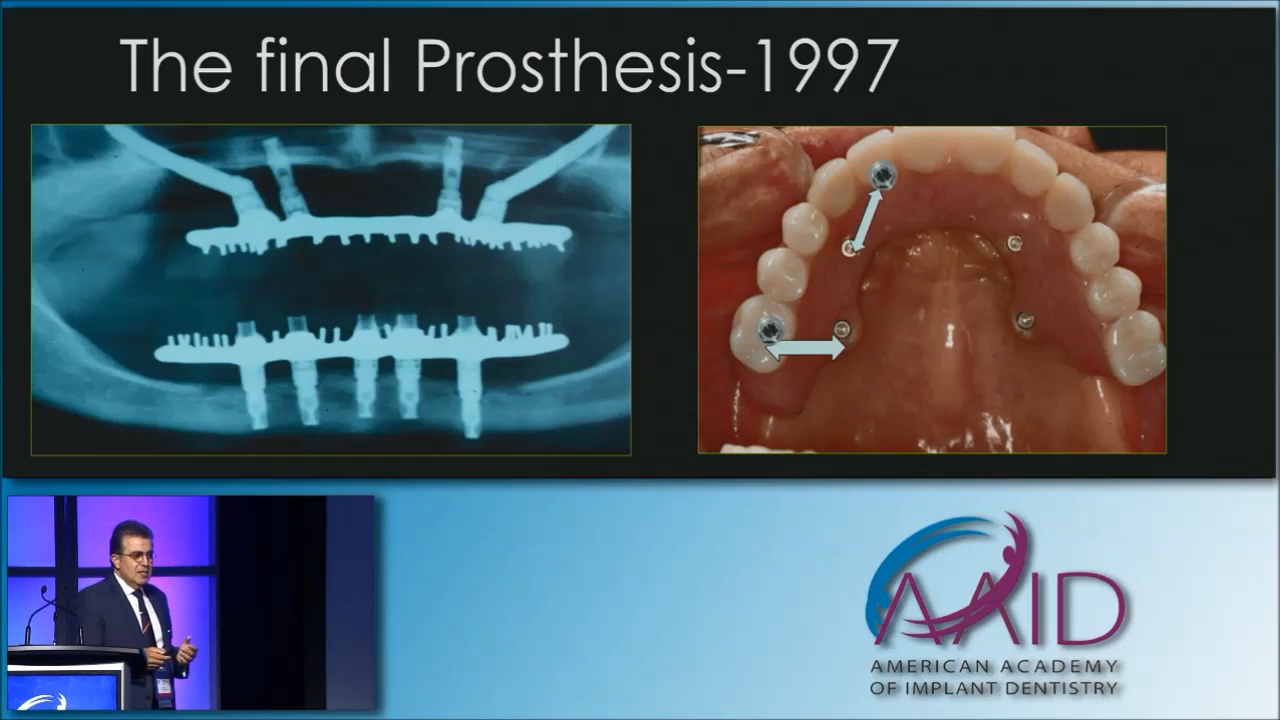 The final Prosthesis-1997
AAID
AMERICAN ACADEMY
OF IMPLANT DENTISTRY